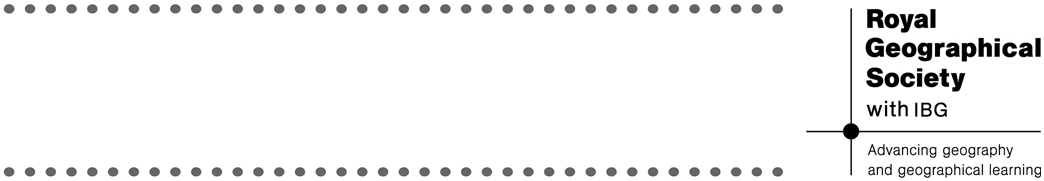 Royal
Geographical
Society
with IBG
Advancing geography
and geographical learning